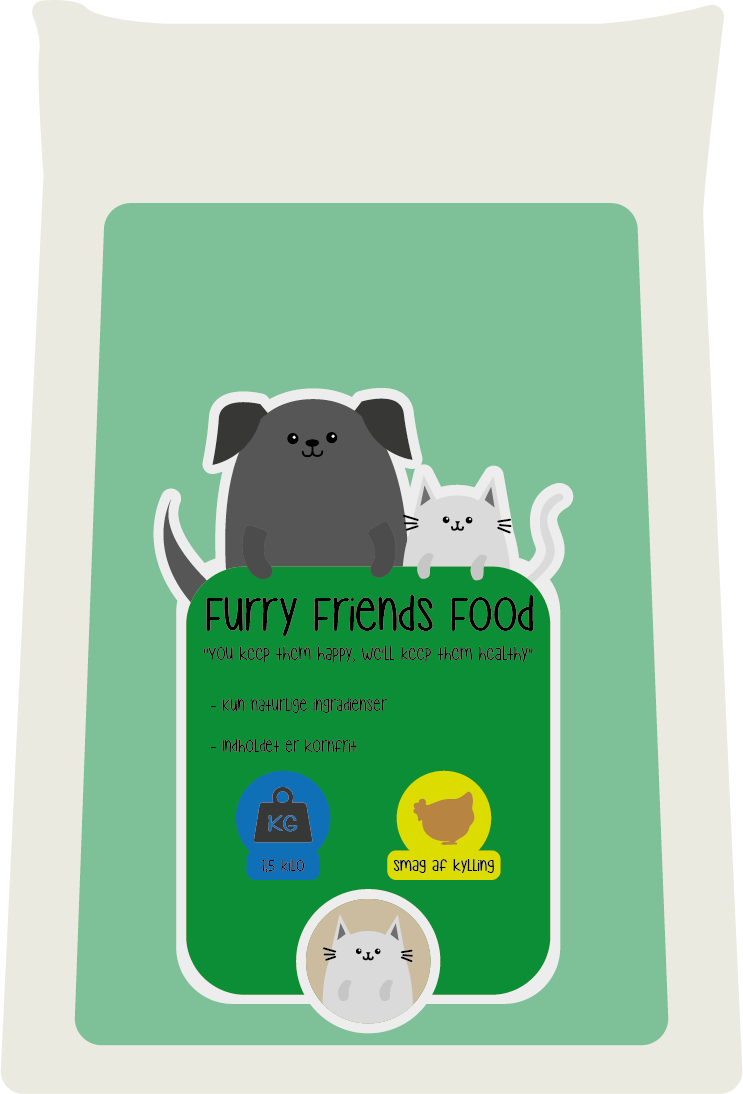 Furry Friends Food
"You keep them happy, we'll keep them healthy"
- Kun naturlige ingradienser
- Indholdet er kornfrit
KG
1,5 kilo
smag af kylling